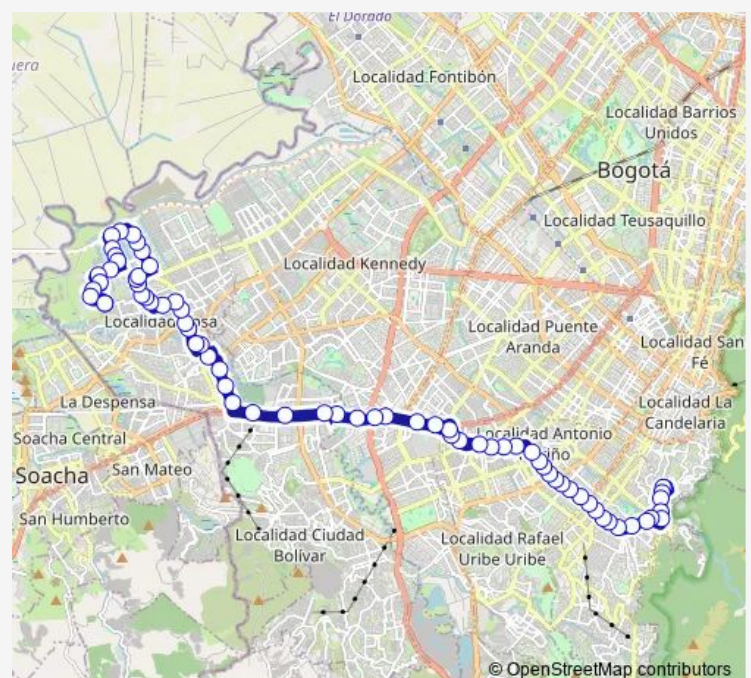 El Dorado
uera
Localidad Fontibón
Localidad Barrios
Unidos
Bogotá
Localidad Teusaquillo
Localidad Kennedy
Localidad Puente
Aranda
Localidad San
Fé
La Despensa
Localidad La
Candelaria
Soacha Central
Localidad Antonio
San Mateo
Soacha
San Humberto
Localidad Ciudad
Bolívar
Localidad Rafael
Uribe Uribe
© OpenStreetMap contributors